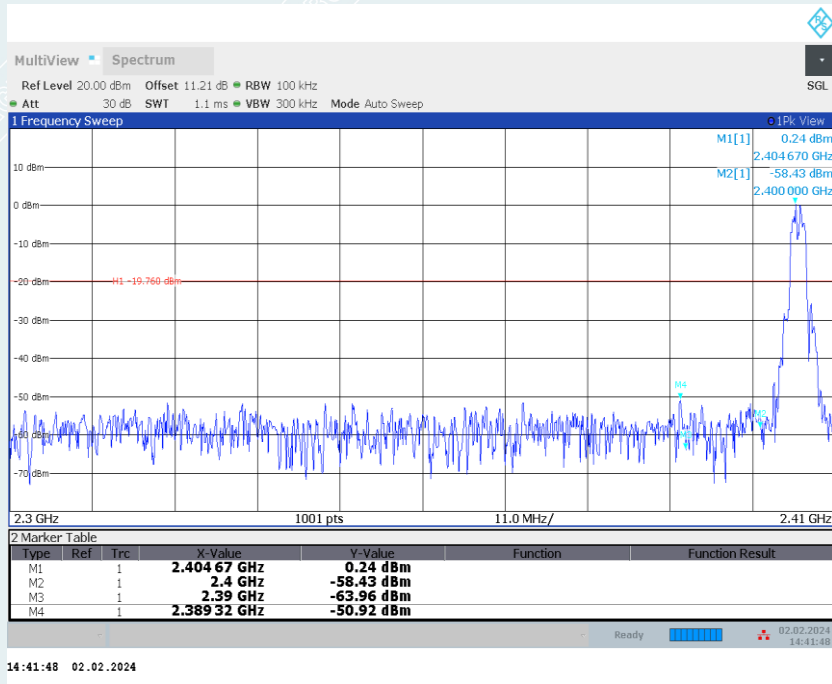 MultiView Spectrum
Ref Level 20.00 dBm Offset 11.21 dB RBW 100 kHz SGL
Att 30 dB SWT 1.1 ms VBW 300 kHz Mode Auto Sweep
1 Frequency Sweep 1Pk View
M1[1] 0.24 dBm
2.404670 GHz
M2[1] -58.43 dBm
2.400000 GHz
10 dBm
0 dBm
-10 dBm
-20 dBm H1 -19.760 dBm
-30 dBm
-40 dBm
-50 dBm
M4
M2
-60 dBm
-70 dBm
2.3 GHz 1001 pts 11.0 MHz/ 2.41 GHz
2 Marker Table
Type Ref Trc X-Value Y-Value Function Function Result
M1 1 2.404 67 GHz 0.24 dBm
M2 1 2.4 GHz -58.43 dBm
M3 1 2.39 GHz -63.96 dBm
M4 1 2.389 32 GHz -50.92 dBm
Ready 02.02.2024
14:41:48
14:41:48 02.02.2024